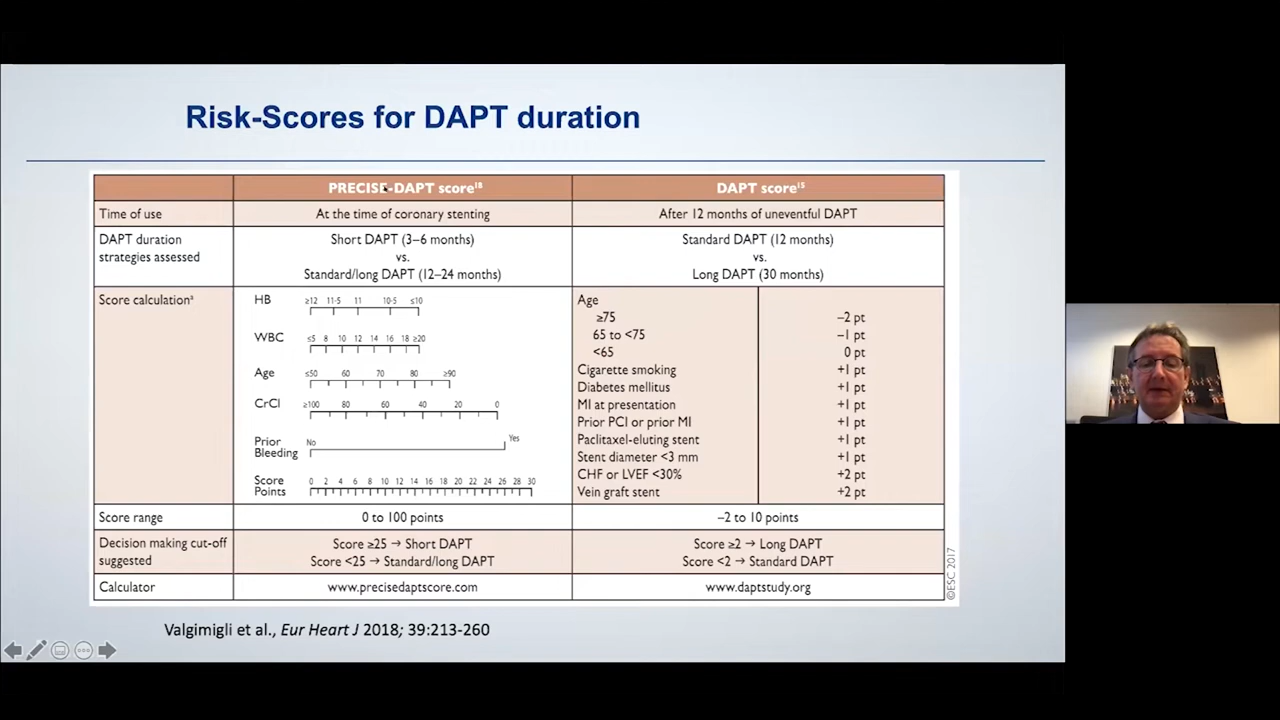 Risk-Scores for DAPT duration
PRECISE-DAPT score¹⁸ DAPT score¹⁵
Time of use At the time of coronary stenting After 12 months of uneventful DAPT
DAPT duration strategies assessed
Short DAPT (3–6 months)
vs.
Standard/long DAPT (12–24 months)
Standard DAPT (12 months)
vs.
Long DAPT (30 months)
Score calculationᵃ
HB ≥12 11·5 11 10·5 ≤10
WBC ≤5 8 10 12 14 16 18 ≥20
Age ≤50 60 70 80 ≥90
CrCl ≥100 80 60 40 20 0
Prior Bleeding No Yes
Score Points 0 2 4 6 8 10 12 14 16 18 20 22 24 26 28 30
Age
≥75 –2 pt
65 to <75 –1 pt
<65 0 pt
Cigarette smoking +1 pt
Diabetes mellitus +1 pt
MI at presentation +1 pt
Prior PCI or prior MI +1 pt
Paclitaxel-eluting stent +1 pt
Stent diameter <3 mm +1 pt
CHF or LVEF <30% +2 pt
Vein graft stent +2 pt
Score range 0 to 100 points –2 to 10 points
Decision making cut-off suggested
Score ≥25 → Short DAPT
Score <25 → Standard/long DAPT
Score ≥2 → Long DAPT
Score <2 → Standard DAPT
Calculator www.precisedaptscore.com www.daptstudy.org
©ESC 2017
Valgimigli et al., Eur Heart J 2018; 39:213-260